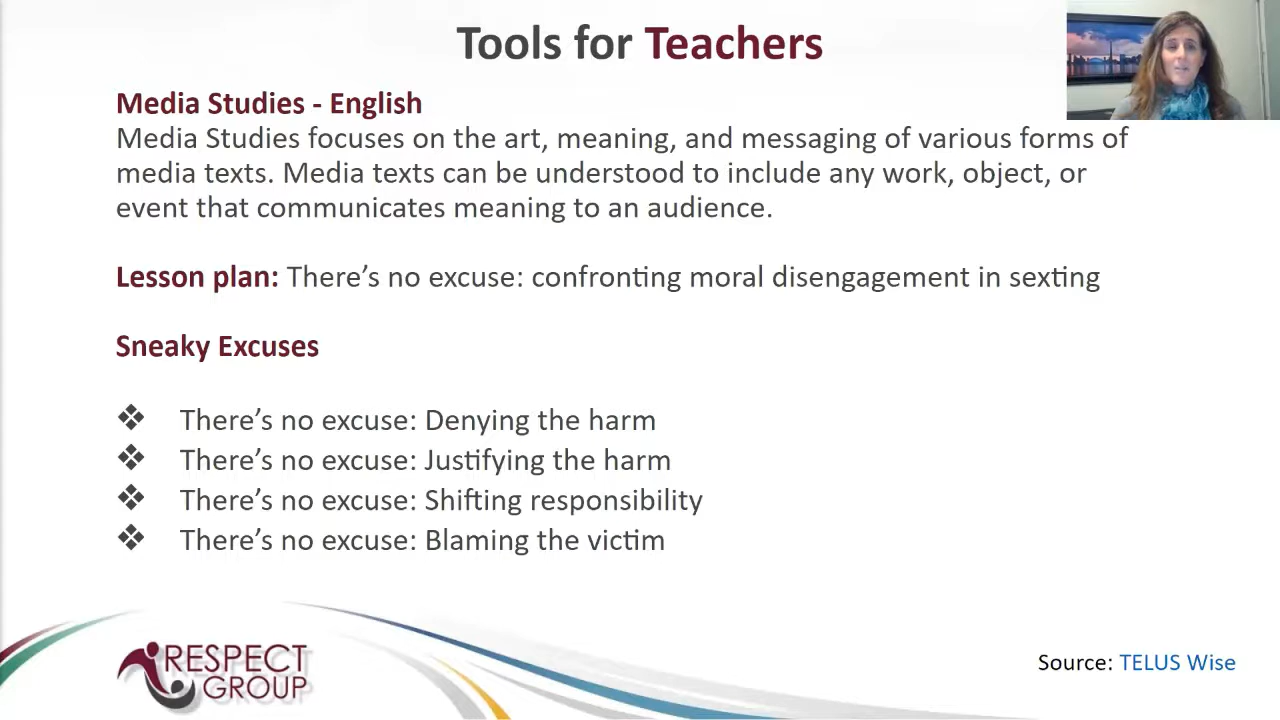 Tools for Teachers
Media Studies - English
Media Studies focuses on the art, meaning, and messaging of various forms of
media texts. Media texts can be understood to include any work, object, or
event that communicates meaning to an audience.
Lesson plan: There’s no excuse: confronting moral disengagement in sexting
Sneaky Excuses
❖ There’s no excuse: Denying the harm
❖ There’s no excuse: Justifying the harm
❖ There’s no excuse: Shifting responsibility
❖ There’s no excuse: Blaming the victim
RESPECT
GROUP
Source: TELUS Wise